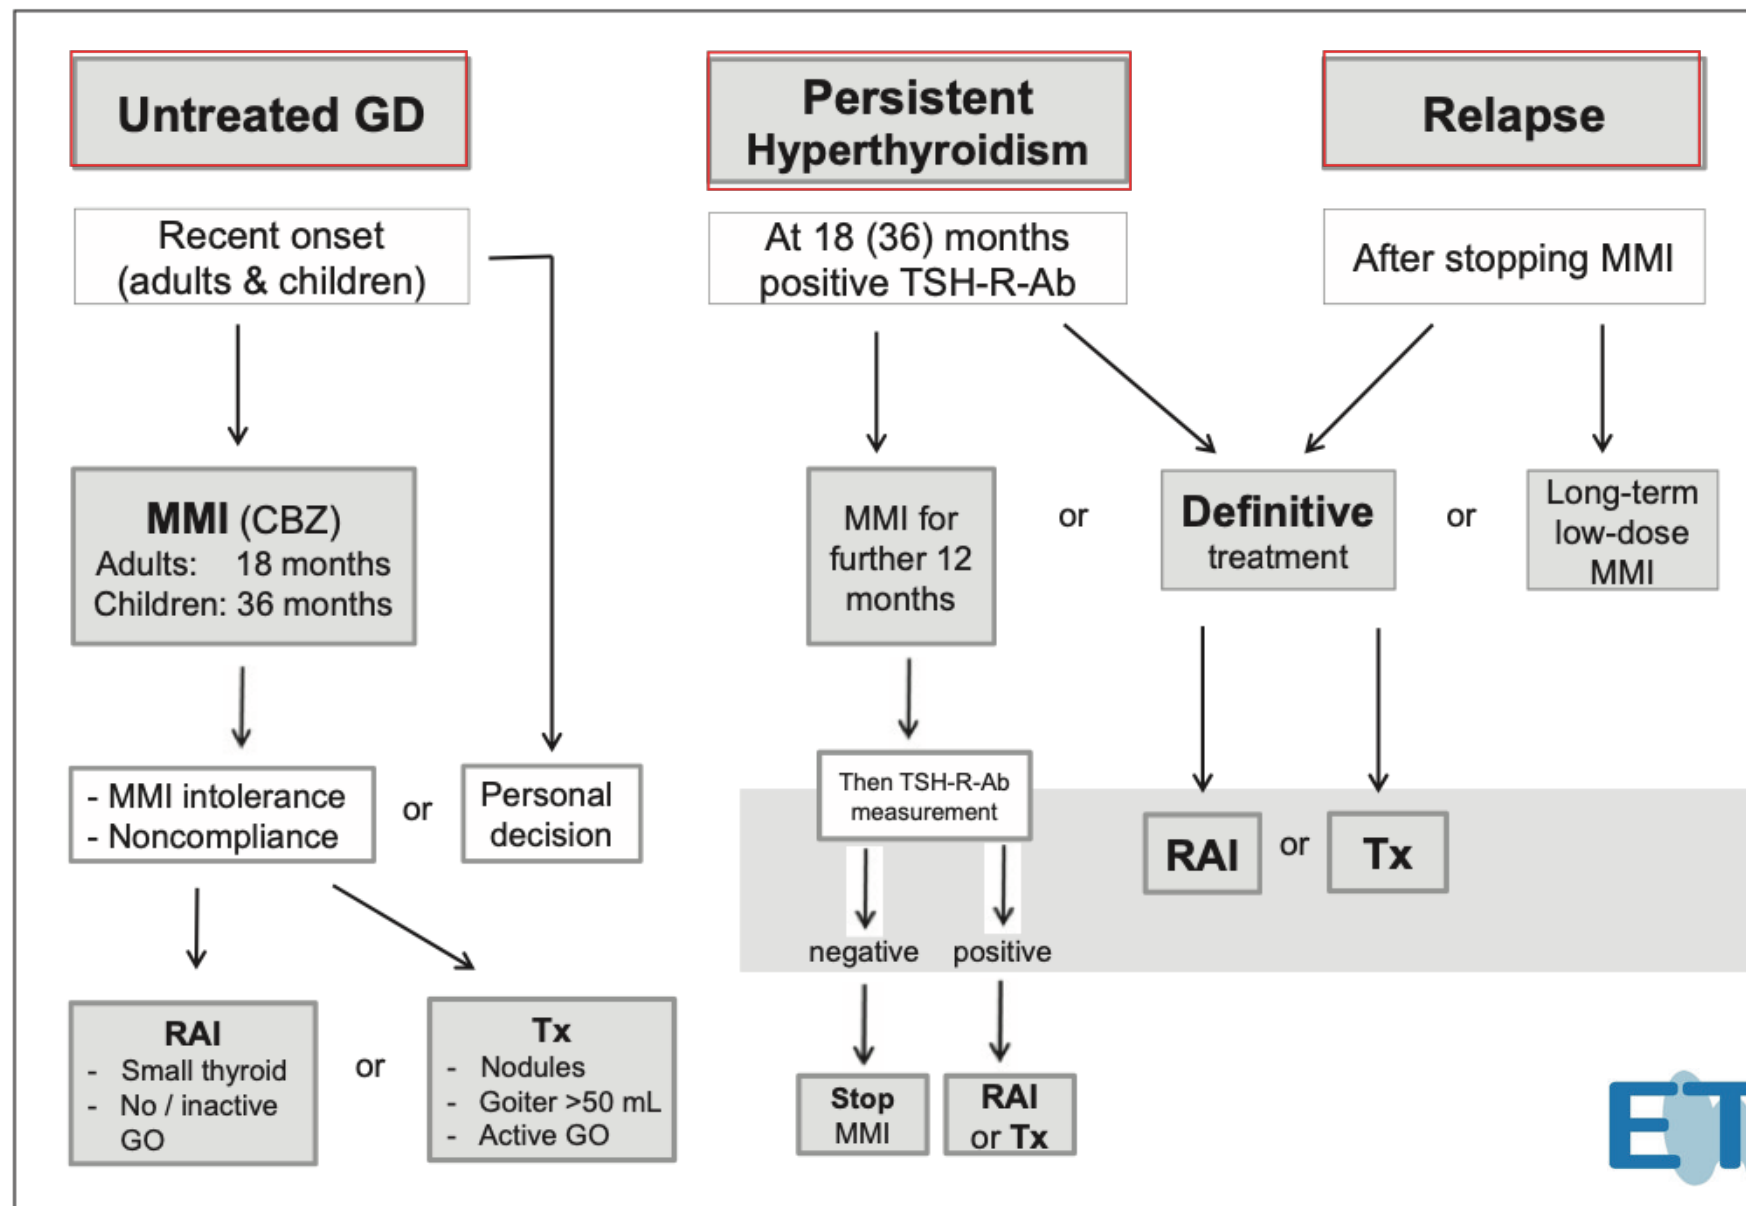 Untreated GD
Recent onset
(adults & children)
MMI (CBZ)
Adults: 18 months
Children: 36 months
- MMI intolerance
- Noncompliance
or
Personal
decision
RAI
- Small thyroid
- No / inactive
GO
or
Tx
- Nodules
- Goiter >50 mL
- Active GO
Persistent
Hyperthyroidism
At 18 (36) months
positive TSH-R-Ab
MMI for
further 12
months
or
Definitive
treatment
or
Then TSH-R-Ab
measurement
negative
positive
Stop
MMI
RAI
or Tx
RAI
or
Tx
Relapse
After stopping MMI
Long-term
low-dose
MMI
ET